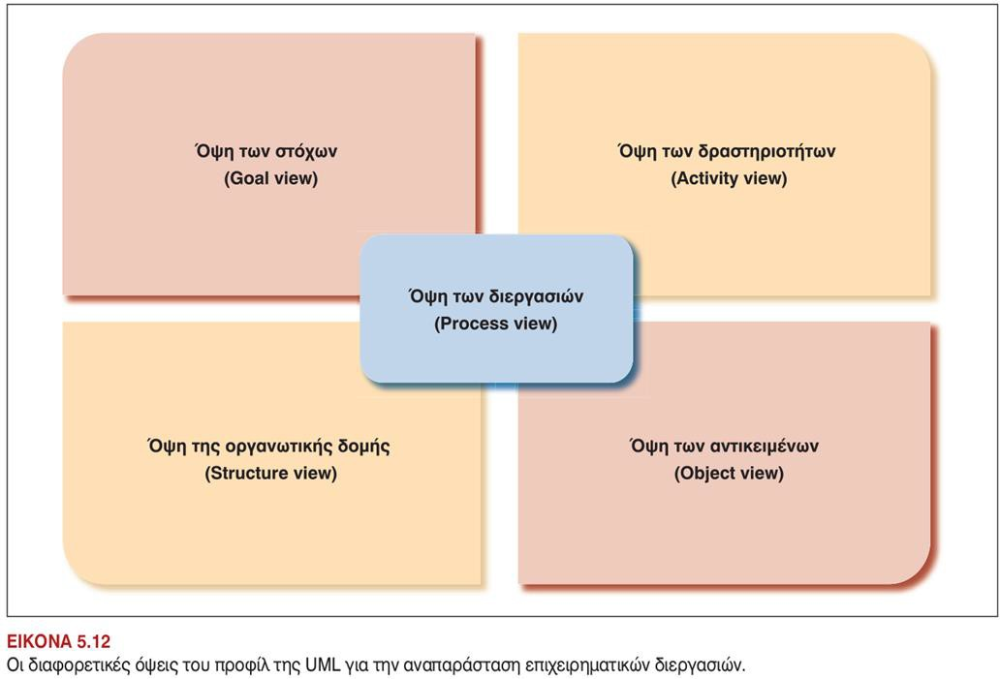 Όψη των στόχων
(Goal view)
Όψη των δραστηριοτήτων
(Activity view)
Όψη των διεργασιών
(Process view)
Όψη της οργανωτικής δομής
(Structure view)
Όψη των αντικειμένων
(Object view)
ΕΙΚΟΝΑ 5.12
Οι διαφορετικές όψεις του προφίλ της UML για την αναπαράσταση επιχειρηματικών διεργασιών.